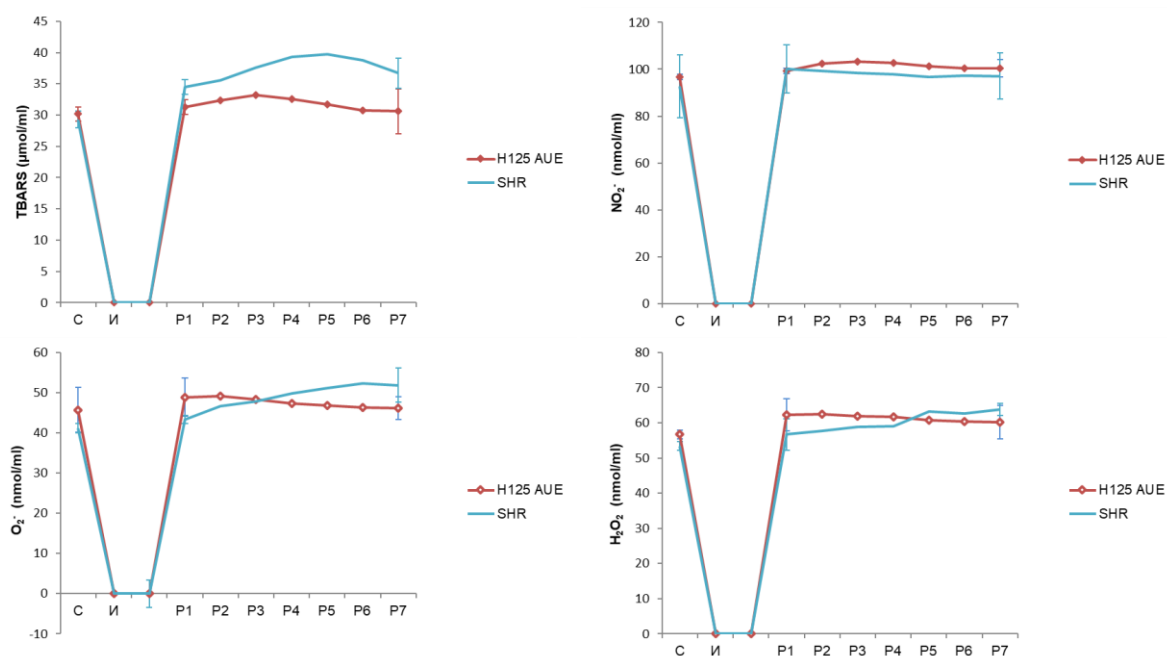 TBARS (µmol/ml)
45
40
35
30
25
20
15
10
5
0
С И P1 P2 P3 P4 P5 P6 P7
H125 AUE
SHR
NO₂⁻ (nmol/ml)
120
100
80
60
40
20
0
С И P1 P2 P3 P4 P5 P6 P7
H125 AUE
SHR
O₂⁻ (nmol/ml)
60
50
40
30
20
10
0
-10
С И P1 P2 P3 P4 P5 P6 P7
H125 AUE
SHR
H₂O₂ (nmol/ml)
80
70
60
50
40
30
20
10
0
С И P1 P2 P3 P4 P5 P6 P7
H125 AUE
SHR